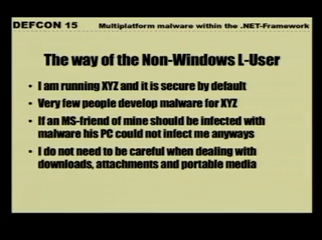 DEFCON 15 Multiplatform malware within the .NET-Framework
The way of the Non-Windows L-User
• I am running XYZ and it is secure by default
• Very few people develop malware for XYZ
• If an MS-friend of mine should be infected with
malware his PC could not infect me anyways
• I do not need to be careful when dealing with
downloads, attachments and portable media